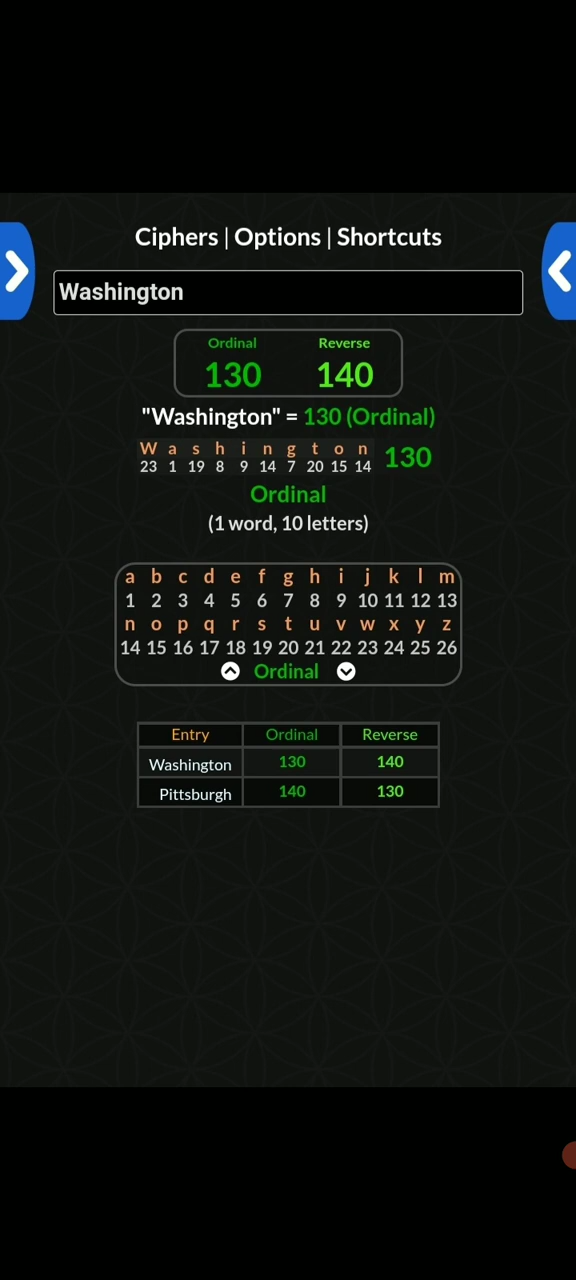 Ciphers | Options | Shortcuts
Washington
Ordinal Reverse
130 140
"Washington" = 130 (Ordinal)
W a s h i n g t o n
23 1 19 8 9 14 7 20 15 14 130
Ordinal
(1 word, 10 letters)
a b c d e f g h i j k l m
1 2 3 4 5 6 7 8 9 10 11 12 13
n o p q r s t u v w x y z
14 15 16 17 18 19 20 21 22 23 24 25 26
Ordinal
Entry Ordinal Reverse
Washington 130 140
Pittsburgh 140 130